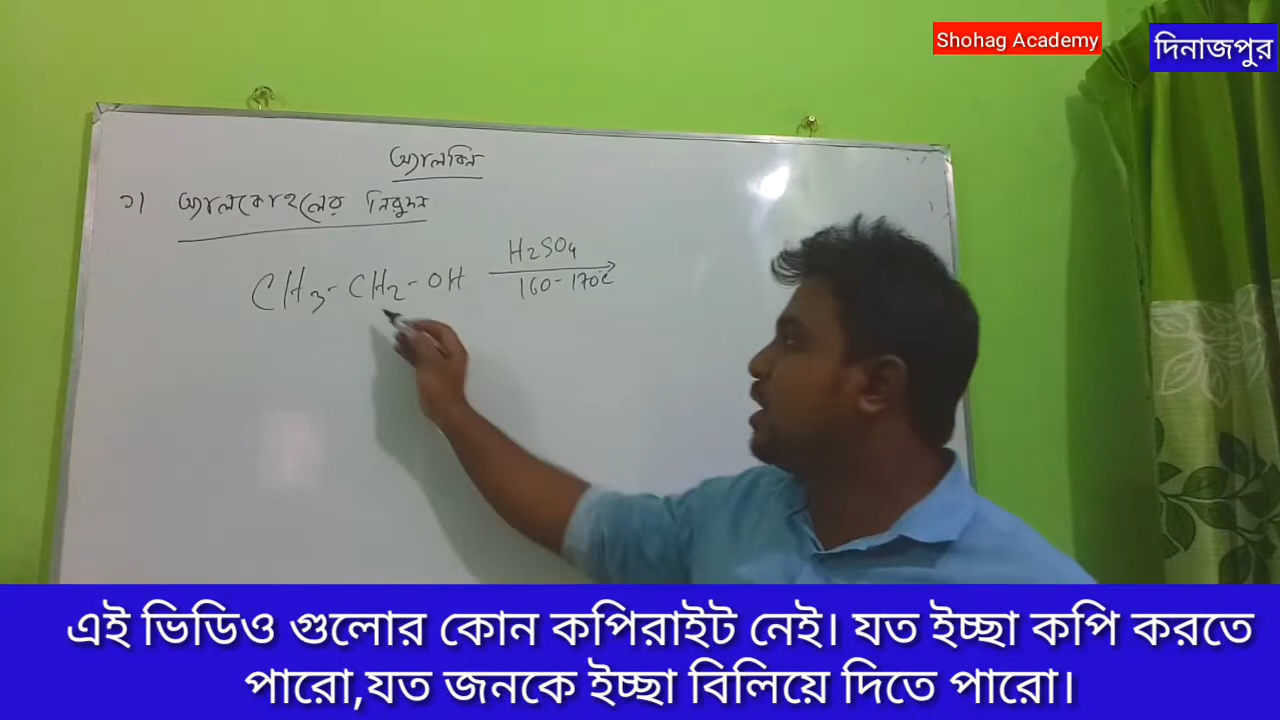 Shohag Academy
দিনাজপুর
অ্যালকিন
১) অ্যালকোহলের নিরুদন
CH3-CH2-OH
H2SO4
160-170°C
এই ভিডিও গুলোর কোন কপিরাইট নেই। যত ইচ্ছা কপি করতে
পারো,যত জনকে ইচ্ছা বিলিয়ে দিতে পারো।